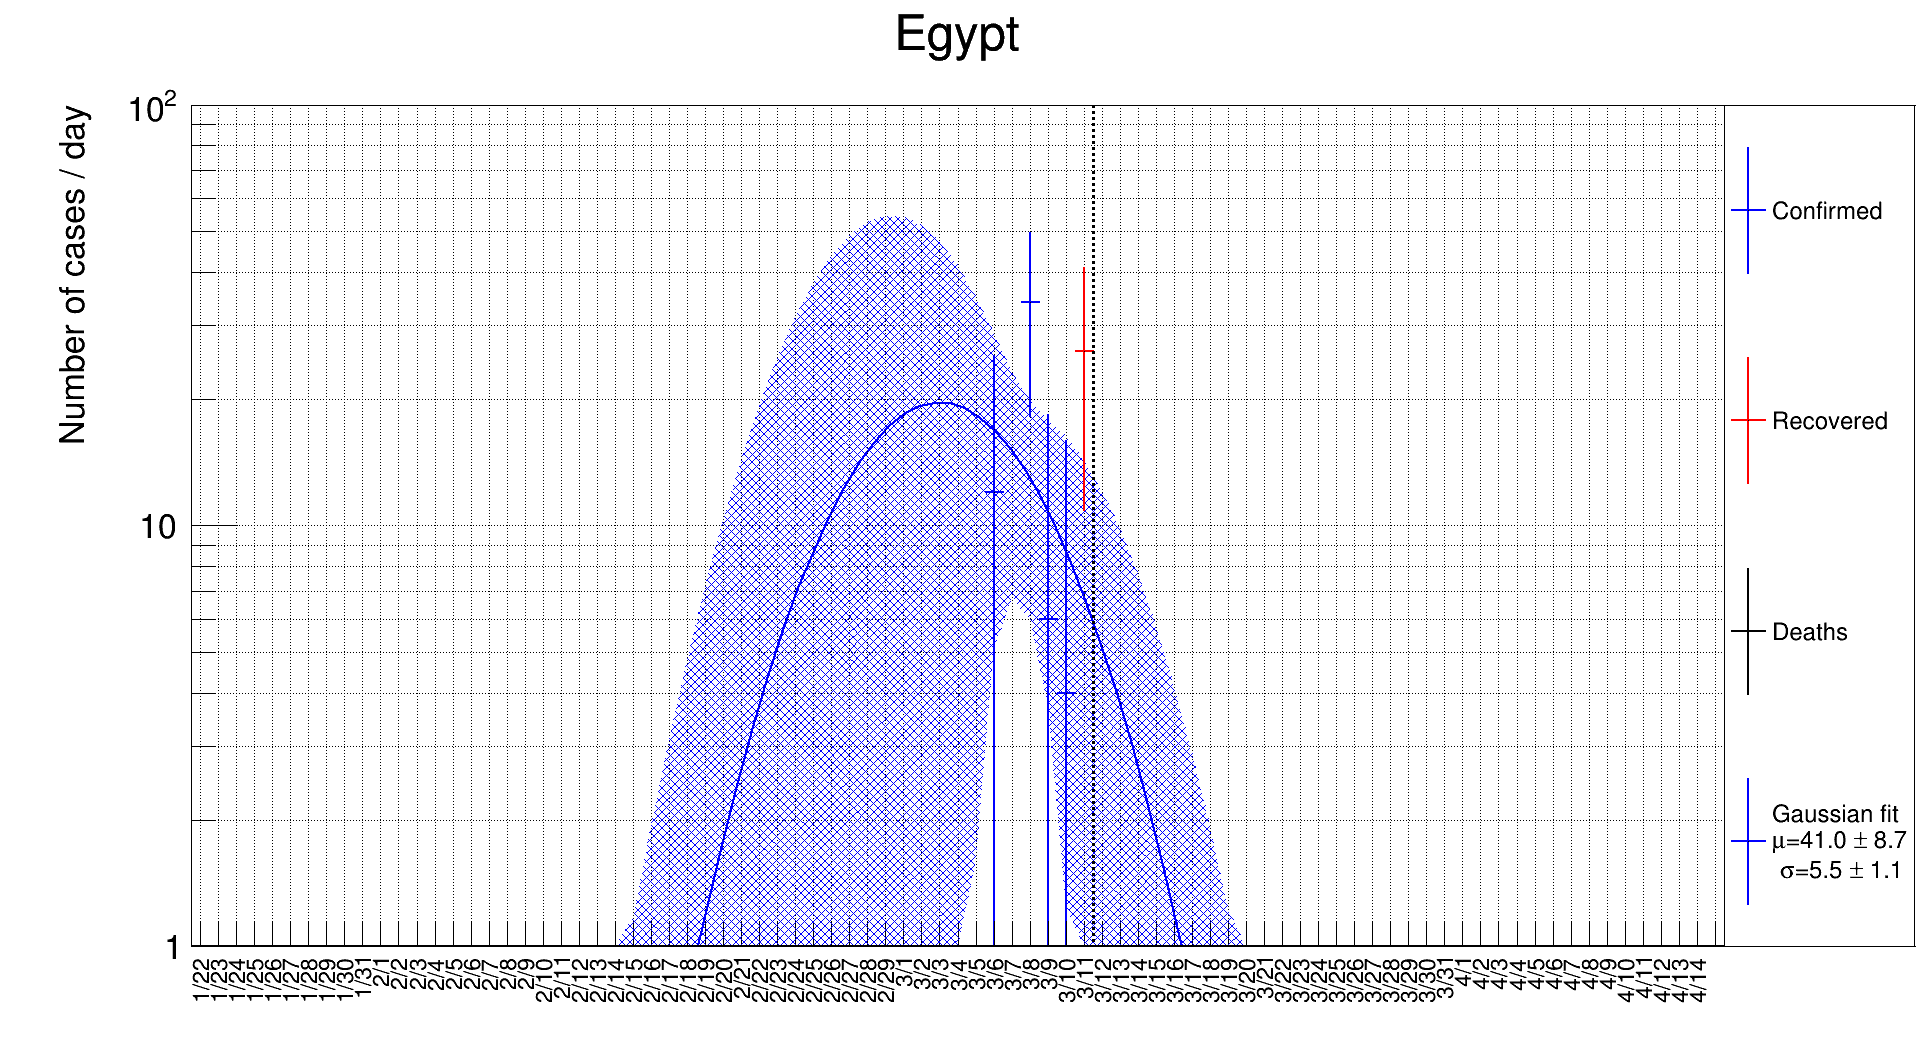 Egypt
Number of cases / day
10²
10
1
1/22 1/23 1/24 1/25 1/26 1/27 1/28 1/29 1/30 1/31 2/1 2/2 2/3 2/4 2/5 2/6 2/7 2/8 2/9 2/10 2/11 2/12 2/13 2/14 2/15 2/16 2/17 2/18 2/19 2/20 2/21 2/22 2/23 2/24 2/25 2/26 2/27 2/28 2/29 3/1 3/2 3/3 3/4 3/5 3/6 3/7 3/8 3/9 3/10 3/11 3/12 3/13 3/14 3/15 3/16 3/17 3/18 3/19 3/20 3/21 3/22 3/23 3/24 3/25 3/26 3/27 3/28 3/29 3/30 3/31 4/1 4/2 4/3 4/4 4/5 4/6 4/7 4/8 4/9 4/10 4/11 4/12 4/13 4/14
Confirmed
Recovered
Deaths
Gaussian fit
μ=41.0 ± 8.7
σ=5.5 ± 1.1